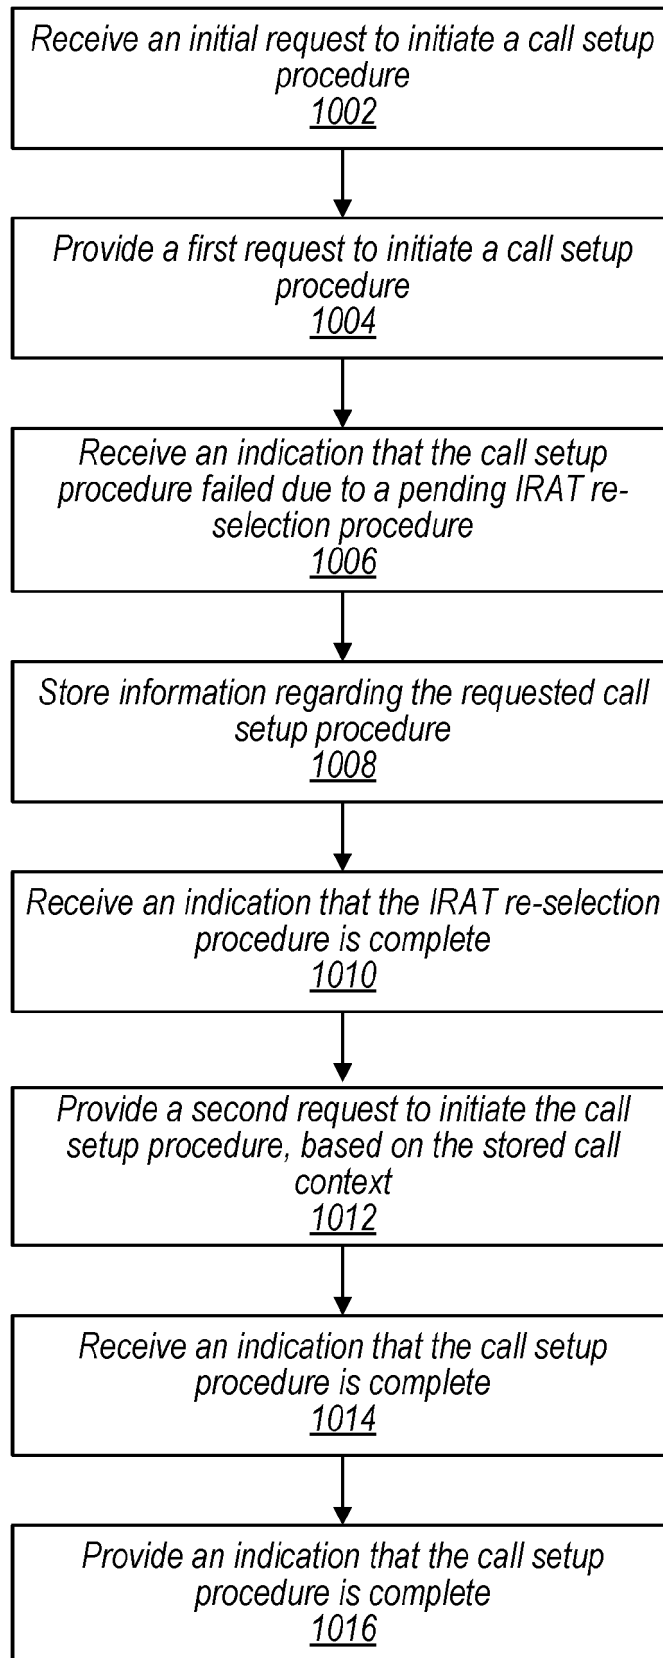 Receive an initial request to initiate a call setup
procedure
1002
Provide a first request to initiate a call setup
procedure
1004
Receive an indication that the call setup
procedure failed due to a pending IRAT re-
selection procedure
1006
Store information regarding the requested call
setup procedure
1008
Receive an indication that the IRAT re-selection
procedure is complete
1010
Provide a second request to initiate the call
setup procedure, based on the stored call
context
1012
Receive an indication that the call setup
procedure is complete
1014
Provide an indication that the call setup
procedure is complete
1016